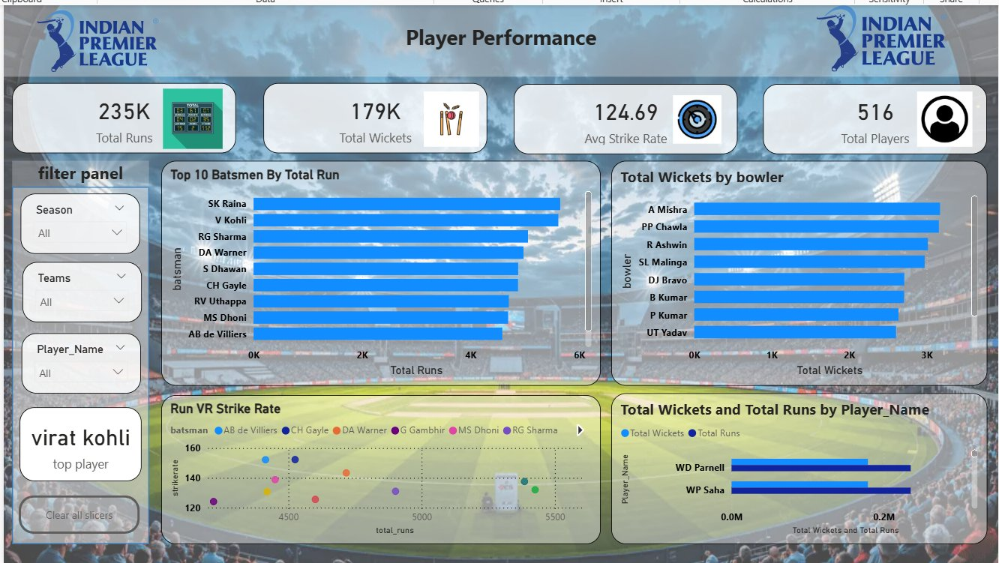 Clipboard
Data
Queries
Insert
Calculations
Sensitivity
Share
INDIAN
PREMIER
LEAGUE
Player Performance
INDIAN
PREMIER
LEAGUE
235K
Total Runs
TOTAL
179K
Total Wickets
124.69
Avg Strike Rate
516
Total Players
filter panel
Season
All
Teams
All
Player_Name
All
virat kohli
top player
Clear all slicers
Top 10 Batsmen By Total Run
batsman
SK Raina
V Kohli
RG Sharma
DA Warner
S Dhawan
CH Gayle
RV Uthappa
MS Dhoni
AB de Villiers
0K 2K 4K 6K
Total Runs
Total Wickets by bowler
bowler
A Mishra
PP Chawla
R Ashwin
SL Malinga
DJ Bravo
B Kumar
P Kumar
UT Yadav
0K 1K 2K 3K
Total Wickets
Run VR Strike Rate
batsman AB de Villiers CH Gayle DA Warner G Gambhir MS Dhoni RG Sharma
strikerate
160
140
120
4500 5000 5500
total_runs
Total Wickets and Total Runs by Player_Name
Total Wickets Total Runs
Player_Name
WD Parnell
WP Saha
0.0M 0.2M
Total Wickets and Total Runs